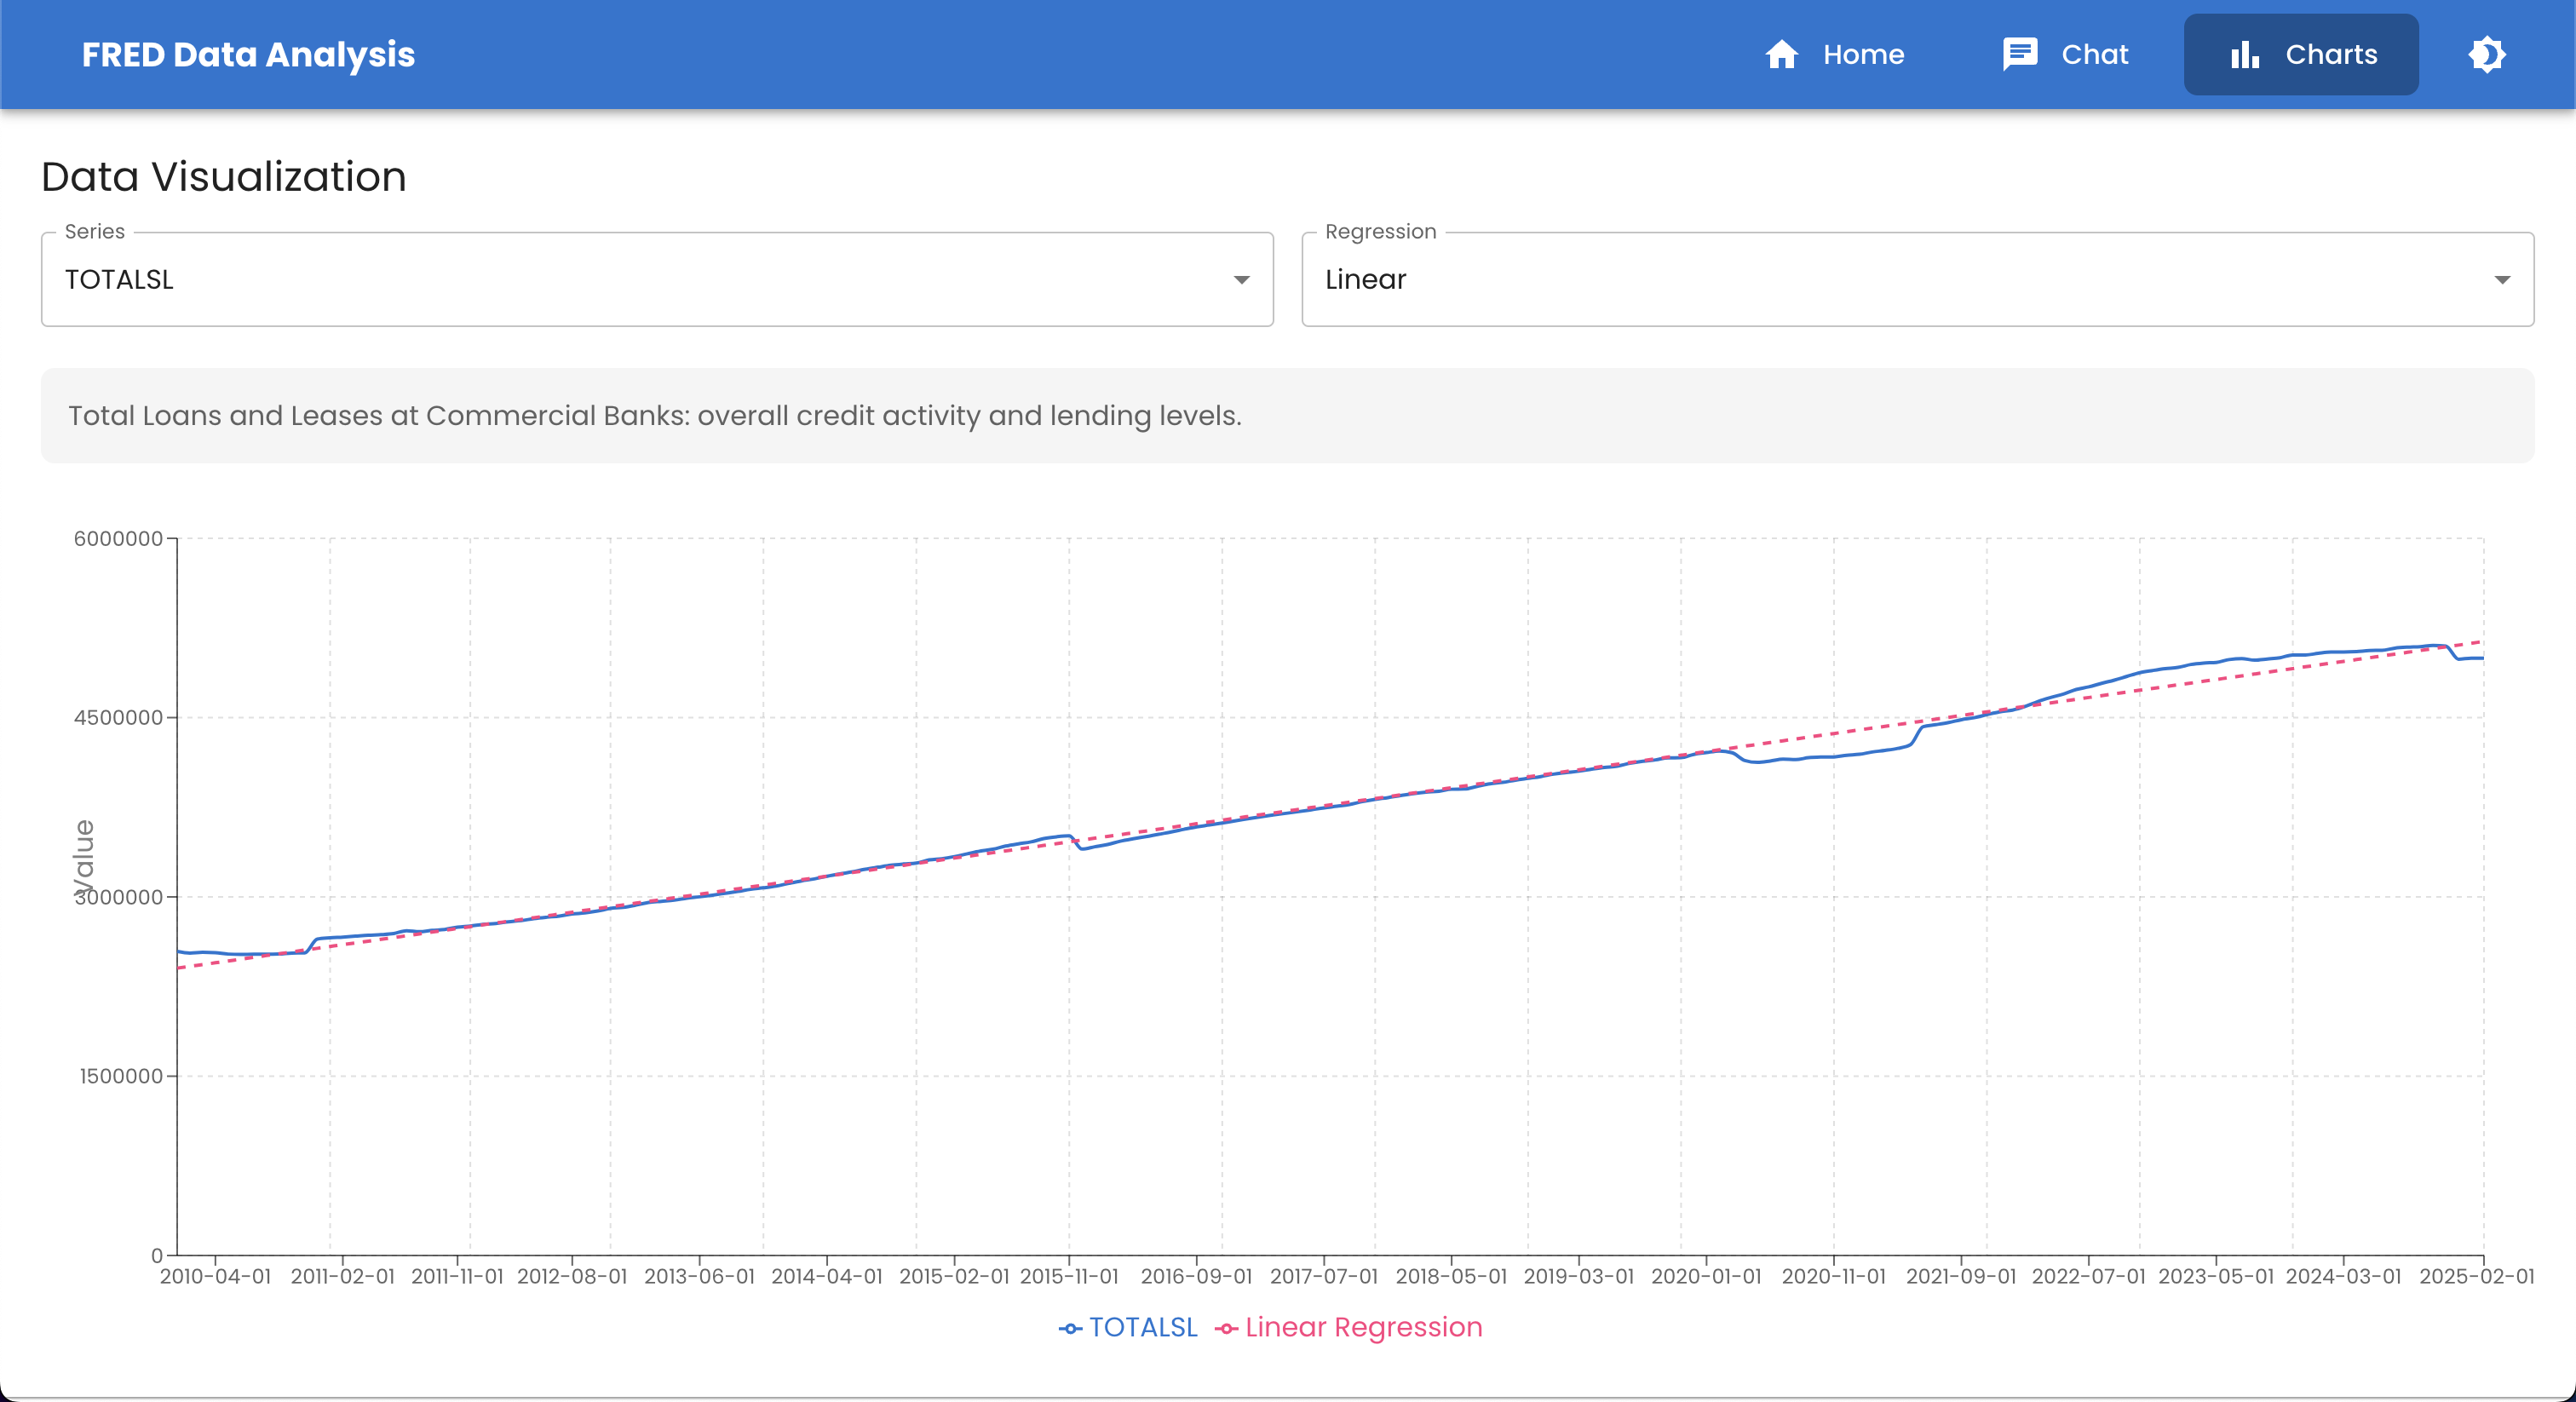 FRED Data Analysis
Home
Chat
Charts
Data Visualization
Series
TOTALSL
Regression
Linear
Total Loans and Leases at Commercial Banks: overall credit activity and lending levels.
6000000
4500000
3000000
1500000
0
Value
2010-04-01 2011-02-01 2011-11-01 2012-08-01 2013-06-01 2014-04-01 2015-02-01 2015-11-01 2016-09-01 2017-07-01 2018-05-01 2019-03-01 2020-01-01 2020-11-01 2021-09-01 2022-07-01 2023-05-01 2024-03-01 2025-02-01
TOTALSL Linear Regression